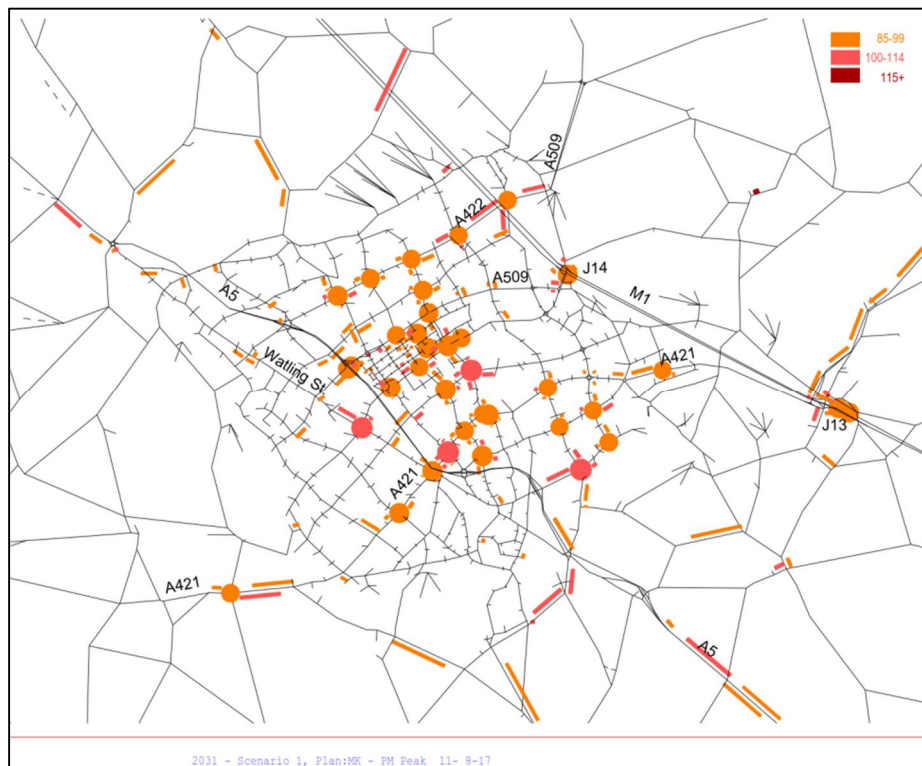 85-99
100-114
115+
A509
A422
J14
A509
M1
A5
Watling St
A421
J13
A421
A421
A5
2031 - Scenario 1, Plan:MK - PM Peak 11- 8-17